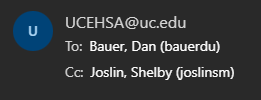 U
UCEHSA@uc.edu
To: Bauer, Dan (bauerdu)
Cc: Joslin, Shelby (joslinsm)